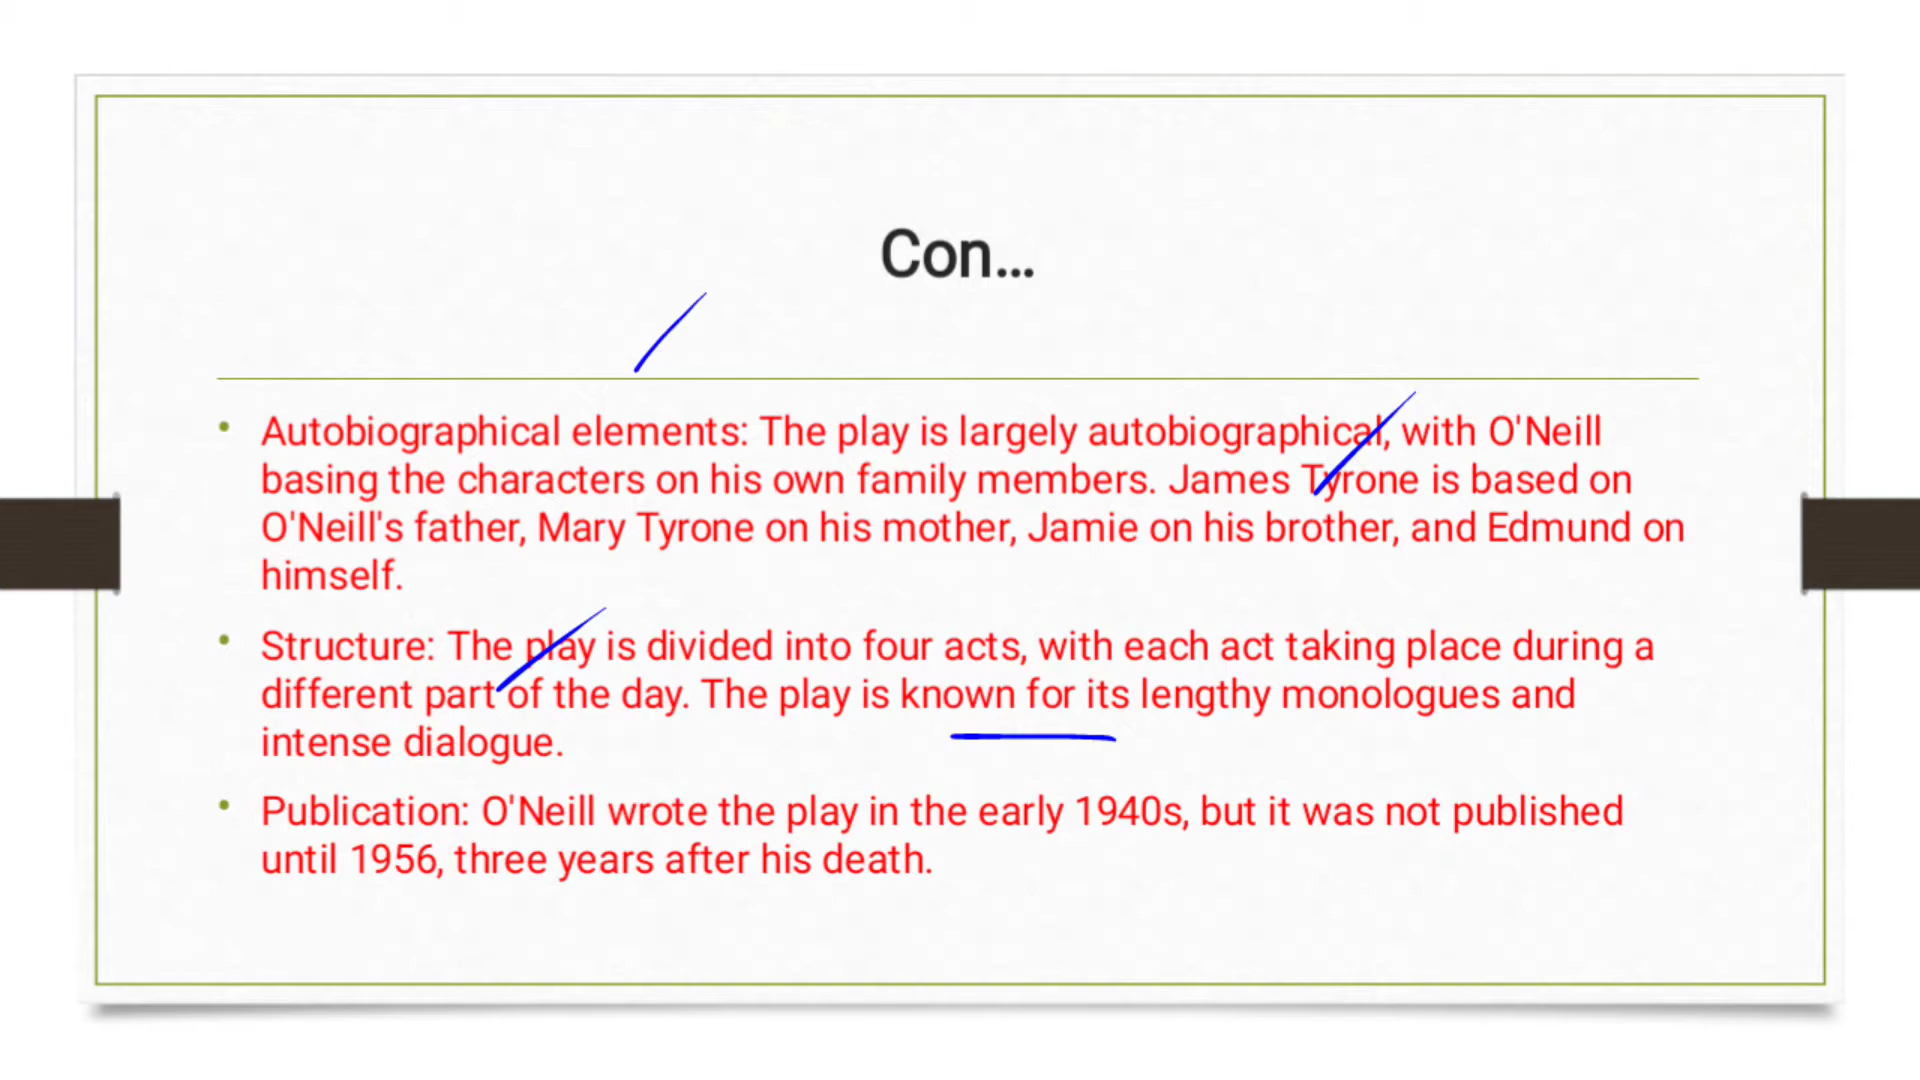 Con...
• Autobiographical elements: The play is largely autobiographical, with O'Neill
basing the characters on his own family members. James Tyrone is based on
O'Neill's father, Mary Tyrone on his mother, Jamie on his brother, and Edmund on
himself.
• Structure: The play is divided into four acts, with each act taking place during a
different part of the day. The play is known for its lengthy monologues and
intense dialogue.
• Publication: O'Neill wrote the play in the early 1940s, but it was not published
until 1956, three years after his death.